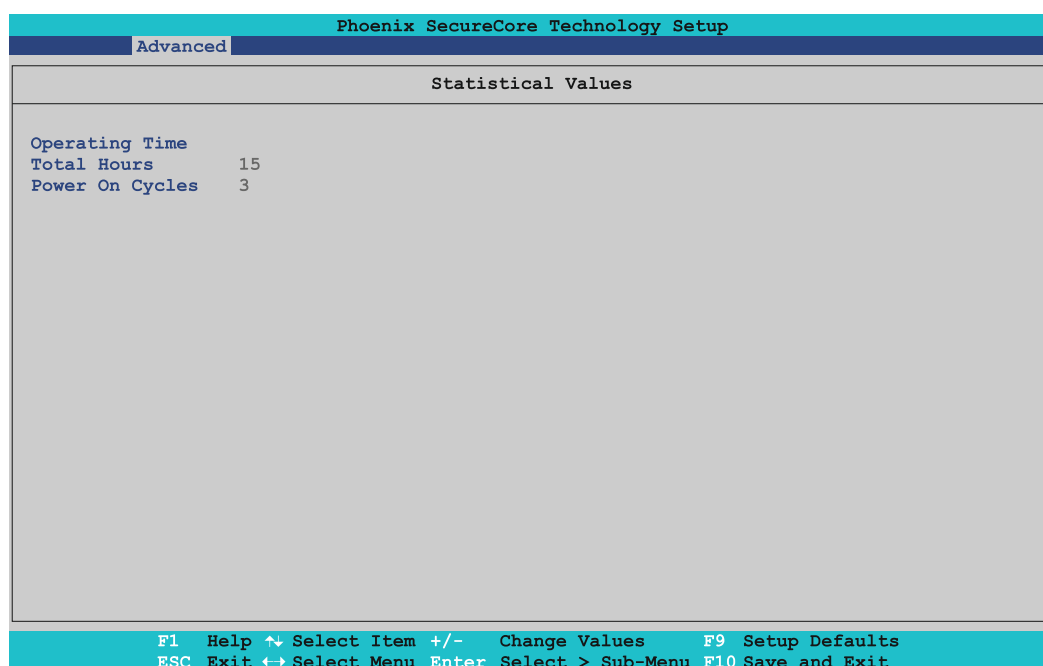 Phoenix SecureCore Technology Setup
Advanced
Statistical Values
Operating Time
Total Hours 15
Power On Cycles 3
F1 Help ↑↓ Select Item +/- Change Values F9 Setup Defaults
ESC Exit ↔ Select Menu Enter Select > Sub-Menu F10 Save and Exit